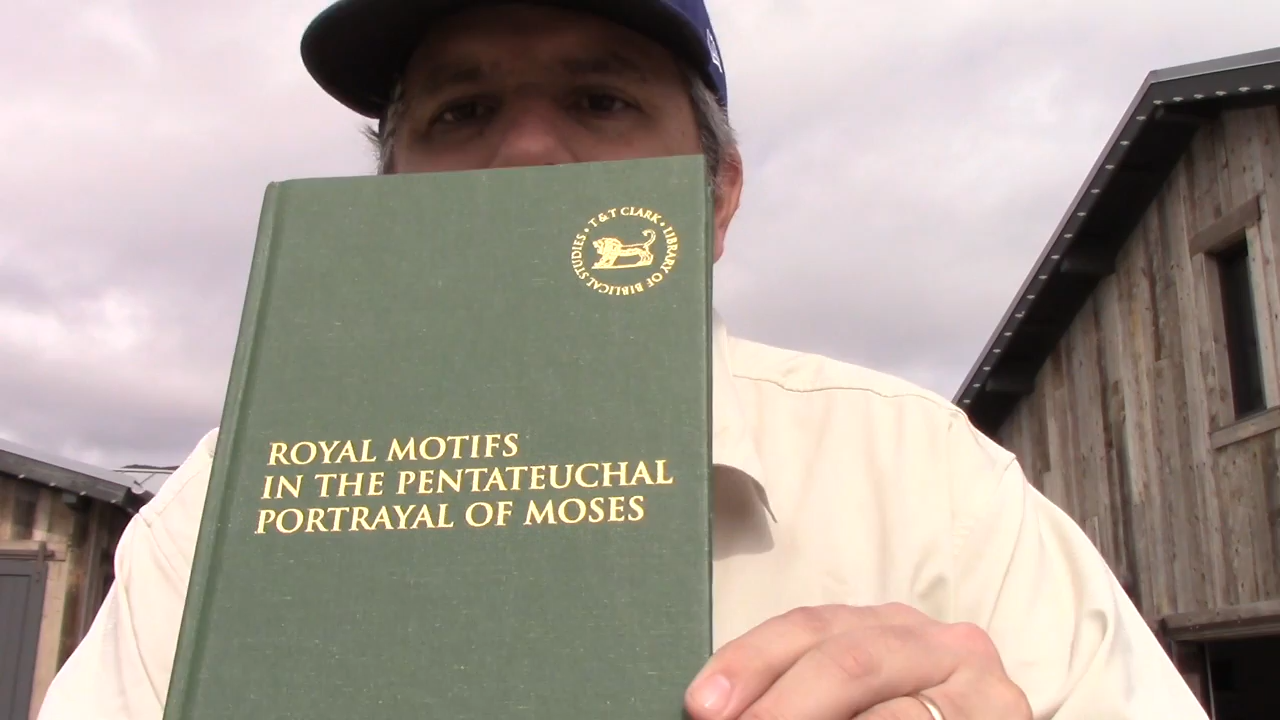 • T&T CLARK • LIBRARY OF BIBLICAL STUDIES
ROYAL MOTIFS
IN THE PENTATEUCHAL
PORTRAYAL OF MOSES